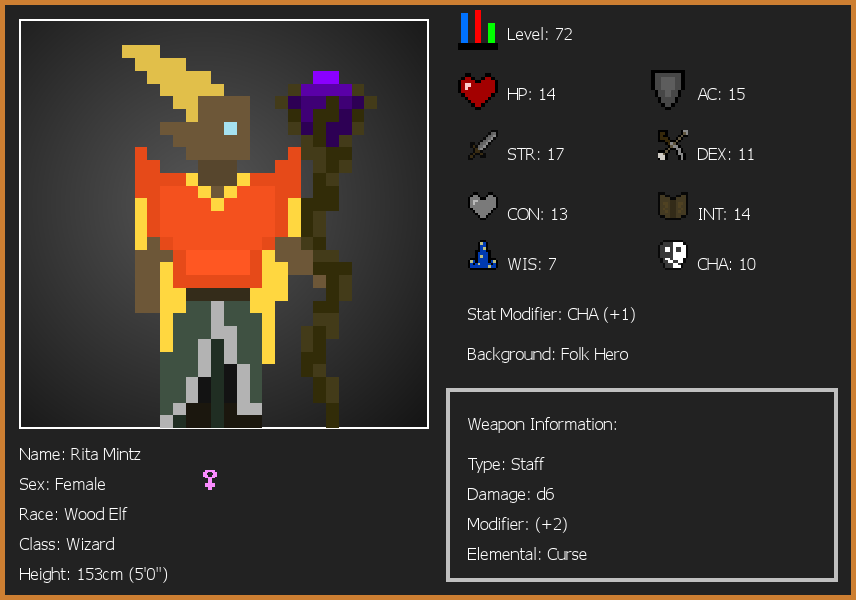 Level: 72
HP: 14
AC: 15
STR: 17
DEX: 11
CON: 13
INT: 14
WIS: 7
CHA: 10
Stat Modifier: CHA (+1)
Background: Folk Hero
Weapon Information:
Type: Staff
Damage: d6
Modifier: (+2)
Elemental: Curse
Name: Rita Mintz
Sex: Female
Race: Wood Elf
Class: Wizard
Height: 153cm (5'0")